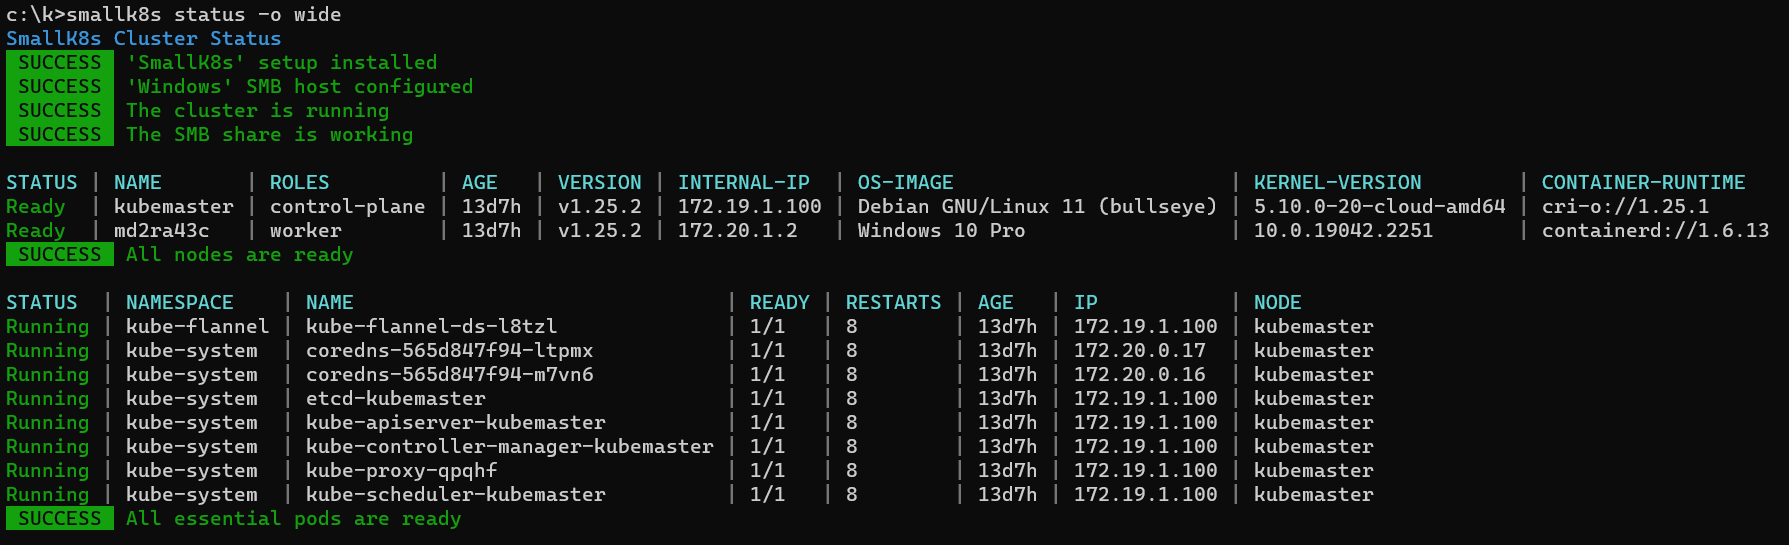 c:\k>smallk8s status -o wide
SmallK8s Cluster Status
SUCCESS 'SmallK8s' setup installed
SUCCESS 'Windows' SMB host configured
SUCCESS The cluster is running
SUCCESS The SMB share is working
STATUS | NAME | ROLES | AGE | VERSION | INTERNAL-IP | OS-IMAGE | KERNEL-VERSION | CONTAINER-RUNTIME
Ready | kubemaster | control-plane | 13d7h | v1.25.2 | 172.19.1.100 | Debian GNU/Linux 11 (bullseye) | 5.10.0-20-cloud-amd64 | cri-o://1.25.1
Ready | md2ra43c | worker | 13d7h | v1.25.2 | 172.20.1.2 | Windows 10 Pro | 10.0.19042.2251 | containerd://1.6.13
SUCCESS All nodes are ready
STATUS | NAMESPACE | NAME | READY | RESTARTS | AGE | IP | NODE
Running | kube-flannel | kube-flannel-ds-l8tzl | 1/1 | 8 | 13d7h | 172.19.1.100 | kubemaster
Running | kube-system | coredns-565d847f94-ltpmx | 1/1 | 8 | 13d7h | 172.20.0.17 | kubemaster
Running | kube-system | coredns-565d847f94-m7vn6 | 1/1 | 8 | 13d7h | 172.20.0.16 | kubemaster
Running | kube-system | etcd-kubemaster | 1/1 | 8 | 13d7h | 172.19.1.100 | kubemaster
Running | kube-system | kube-apiserver-kubemaster | 1/1 | 8 | 13d7h | 172.19.1.100 | kubemaster
Running | kube-system | kube-controller-manager-kubemaster | 1/1 | 8 | 13d7h | 172.19.1.100 | kubemaster
Running | kube-system | kube-proxy-qpqhf | 1/1 | 8 | 13d7h | 172.19.1.100 | kubemaster
Running | kube-system | kube-scheduler-kubemaster | 1/1 | 8 | 13d7h | 172.19.1.100 | kubemaster
SUCCESS All essential pods are ready